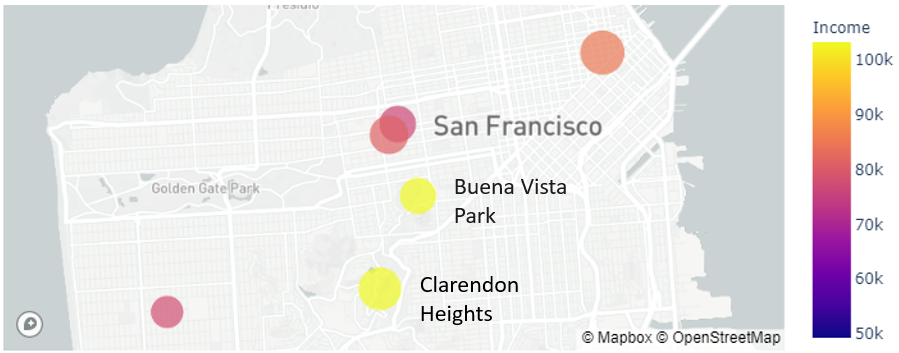 Presidio
Income
100k
90k
San Francisco
80k
Buena Vista
Park
Golden Gate Park
70k
Clarendon
Heights
60k
50k
© Mapbox © OpenStreetMap